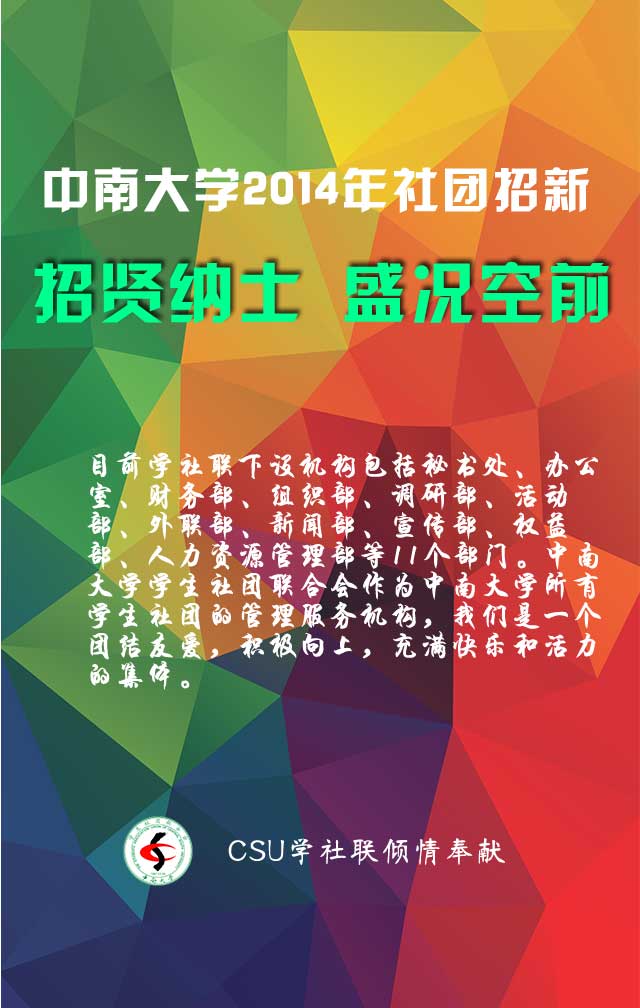 中南大学2014年社团招新
招贤纳士 盛况空前
目前学社联下设机构包括秘书处、办公
室、财务部、组织部、调研部、活动
部、外联部、新闻部、宣传部、权益
部、人力资源管理部等11个部门。中南
大学学生社团联合会作为中南大学所有
学生社团的管理服务机构，我们是一个
团结友爱，积极向上，充满快乐和活力
的集体。
CSU学社联倾情奉献